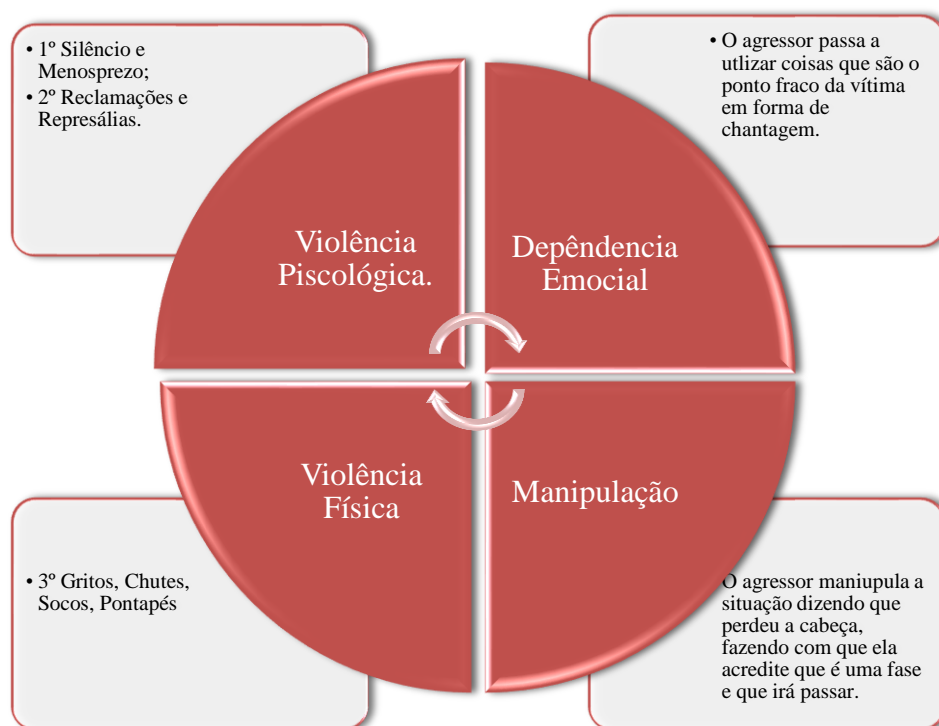 • 1º Silêncio e
Menosprezo;
• 2º Reclamações e
Represálias.
• O agressor passa a
utlizar coisas que são o
ponto fraco da vítima
em forma de
chantagem.
Violência
Piscológica.
Depêndencia
Emocial
Violência
Física
Manipulação
• 3º Gritos, Chutes,
Socos, Pontapés
O agressor maniupula a
situação dizendo que
perdeu a cabeça,
fazendo com que ela
acredite que é uma fase
e que irá passar.